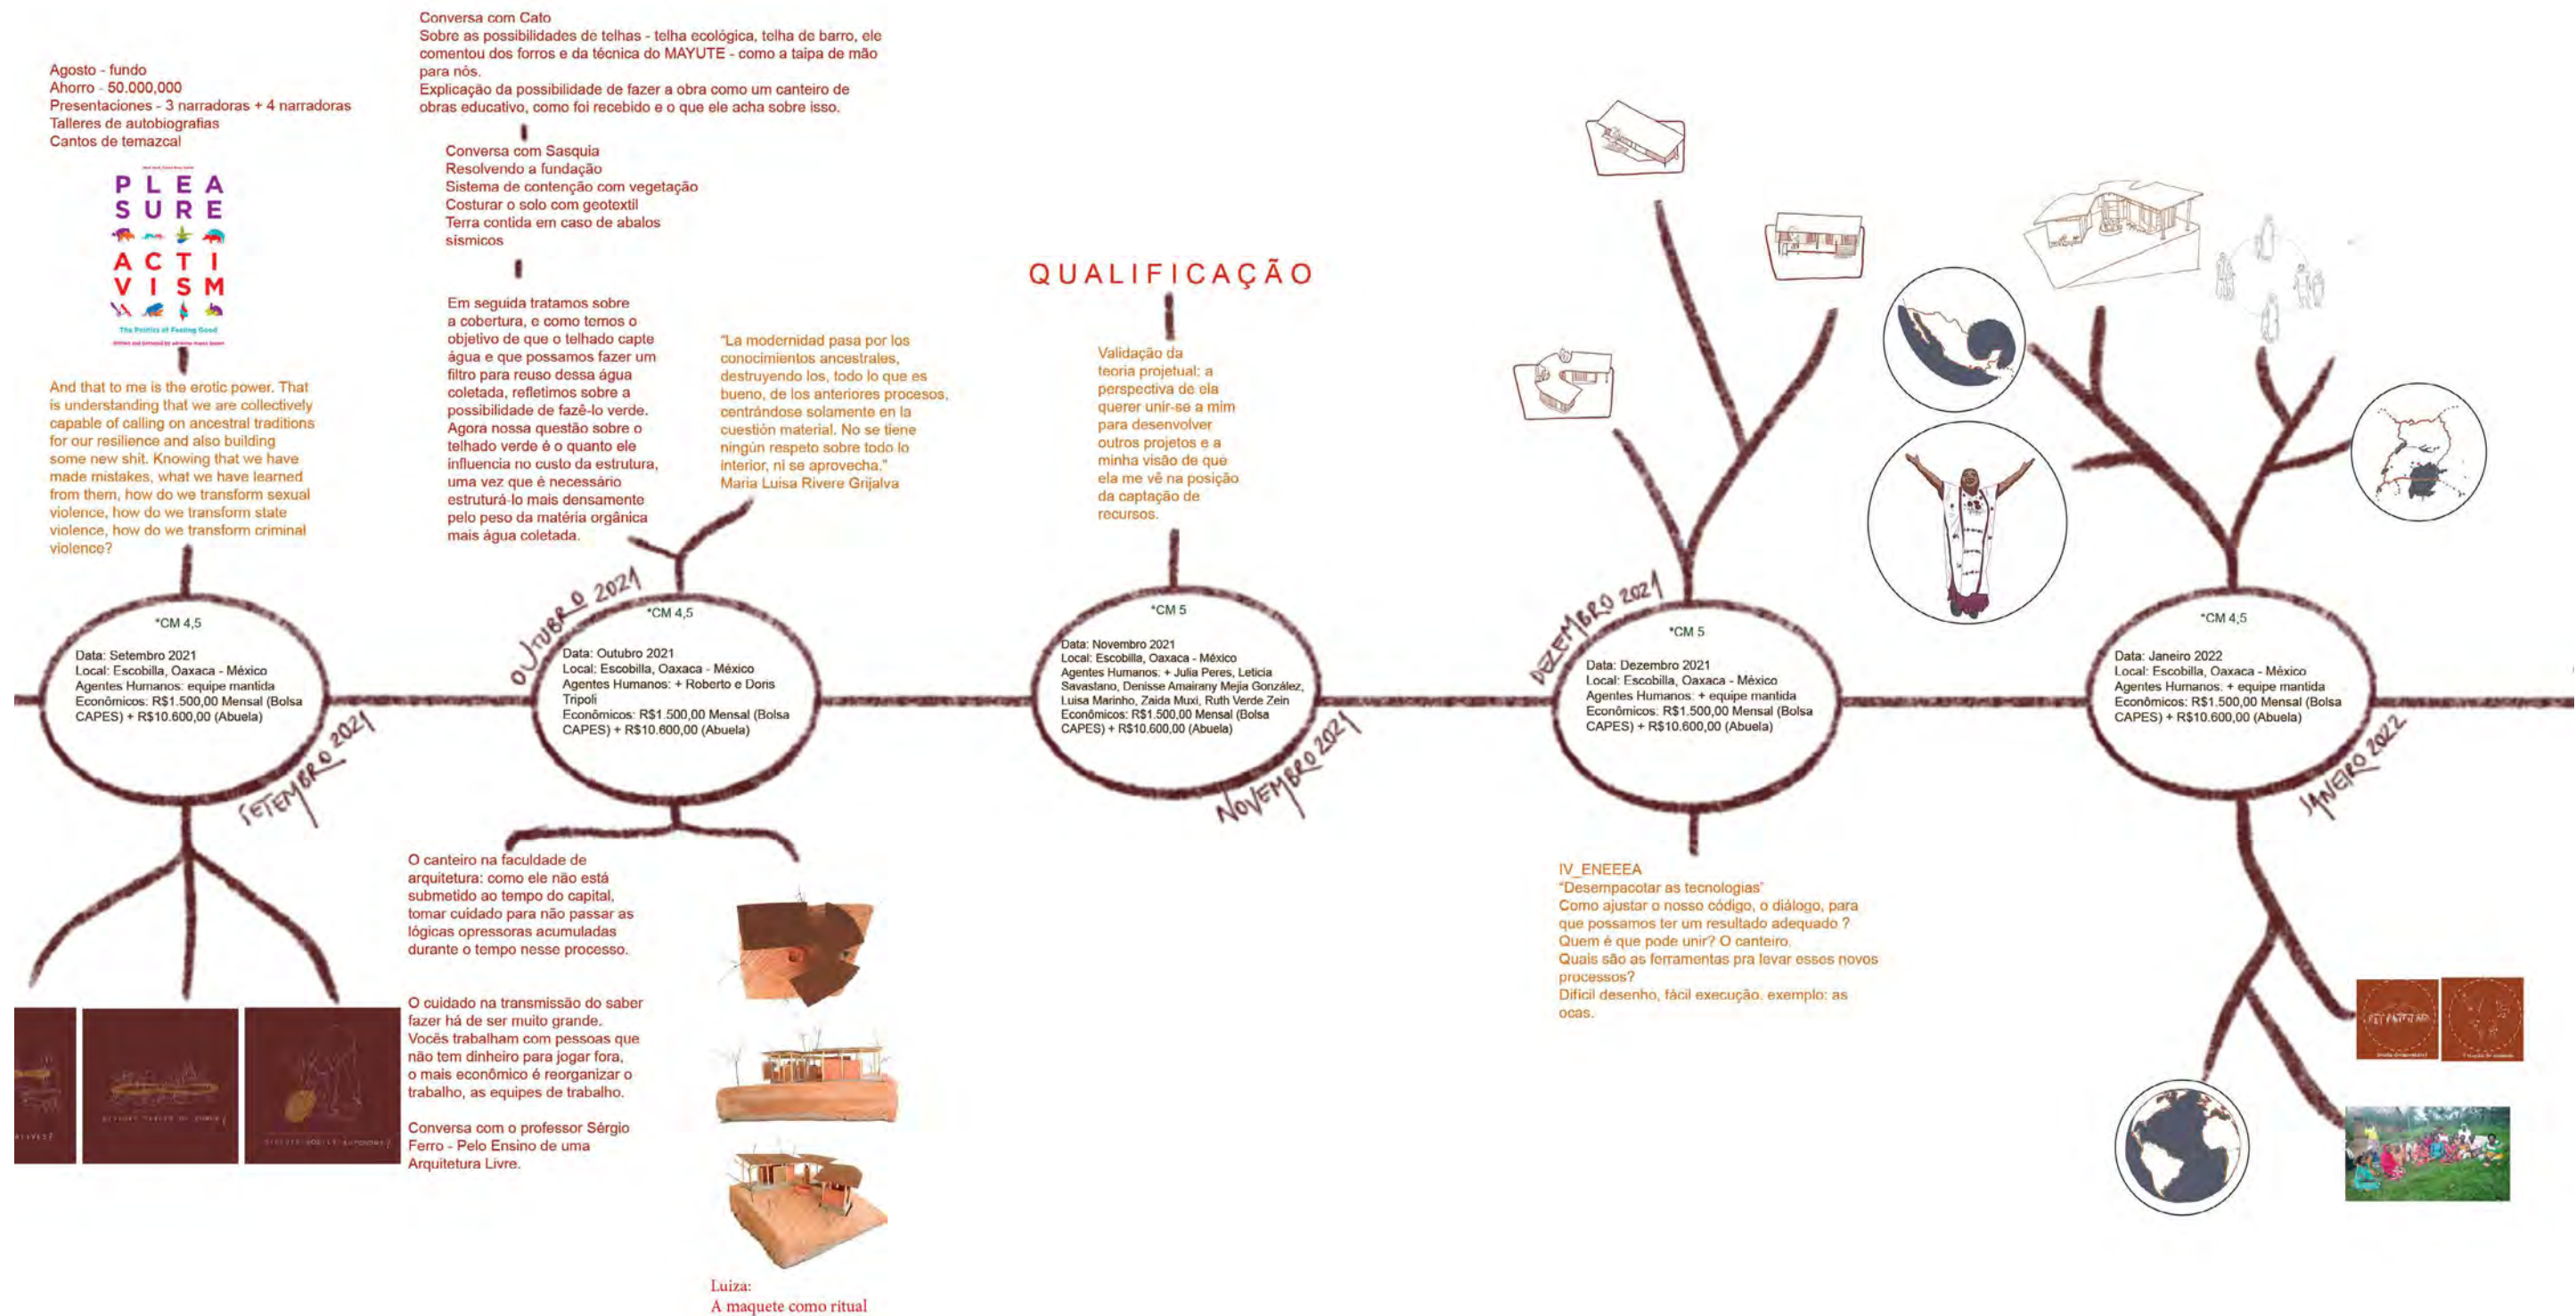 Agosto - fundo
Ahorro - 50.000,000
Presentaciones - 3 narradoras + 4 narradoras
Talleres de autobiografias
Cantos de temazcal
PLEA
SURE
ACTI
VISM
The Politics of Feeling Good
And that to me is the erotic power. That
is understanding that we are collectively
capable of calling on ancestral traditions
for our resilience and also building
some new shit. Knowing that we have
made mistakes, what we have learned
from them, how do we transform sexual
violence, how do we transform state
violence, how do we transform criminal
violence?
*CM 4,5
Data: Setembro 2021
Local: Escobilla, Oaxaca - México
Agentes Humanos: equipe mantida
Econômicos: R$1.500,00 Mensal (Bolsa
CAPES) + R$10.600,00 (Abuela)
SETEMBRO 2021
Conversa com Cato
Sobre as possibilidades de telhas - telha ecológica, telha de barro, ele
comentou dos forros e da técnica do MAYUTE - como a taipa de mão
para nós.
Explicação da possibilidade de fazer a obra como um canteiro de
obras educativo, como foi recebido e o que ele acha sobre isso.
Conversa com Sasquia
Resolvendo a fundação
Sistema de contenção com vegetação
Costurar o solo com geotextil
Terra contida em caso de abalos
sísmicos
Em seguida tratamos sobre
a cobertura, e como temos o
objetivo de que o telhado capte
água e que possamos fazer um
filtro para reuso dessa água
coletada, refletimos sobre a
possibilidade de fazê-lo verde.
Agora nossa questão sobre o
telhado verde é o quanto ele
influencia no custo da estrutura,
uma vez que é necessário
estruturá-lo mais densamente
pelo peso da matéria orgânica
mais água coletada.
"La modernidad pasa por los
conocimientos ancestrales,
destruyendo los, todo lo que es
bueno, de los anteriores procesos,
centrándose solamente en la
cuestión material. No se tiene
ningún respeto sobre todo lo
interior, ni se aprovecha."
Maria Luisa Rivere Grijalva
OUTUBRO 2021
*CM 4,5
Data: Outubro 2021
Local: Escobilla, Oaxaca - México
Agentes Humanos: + Roberto e Doris
Tripoli
Econômicos: R$1.500,00 Mensal (Bolsa
CAPES) + R$10.600,00 (Abuela)
O canteiro na faculdade de
arquitetura: como ele não está
submetido ao tempo do capital,
tomar cuidado para não passar as
lógicas opressoras acumuladas
durante o tempo nesse processo.
O cuidado na transmissão do saber
fazer há de ser muito grande.
Vocês trabalham com pessoas que
não tem dinheiro para jogar fora,
o mais econômico é reorganizar o
trabalho, as equipes de trabalho.
Conversa com o professor Sérgio
Ferro - Pelo Ensino de uma
Arquitetura Livre.
Luiza:
A maquete como ritual
QUALIFICAÇÃO
Validação da
teoria projetual: a
perspectiva de ela
querer unir-se a mim
para desenvolver
outros projetos e a
minha visão de que
ela me vê na posição
da captação de
recursos.
*CM 5
Data: Novembro 2021
Local: Escobilla, Oaxaca - México
Agentes Humanos: + Julia Peres, Leticia
Savastano, Denisse Amairany Mejia González,
Luisa Marinho, Zaida Muxi, Ruth Verde Zein
Econômicos: R$1.500,00 Mensal (Bolsa
CAPES) + R$10.600,00 (Abuela)
NOVEMBRO 2021
DEZEMBRO 2021
*CM 5
Data: Dezembro 2021
Local: Escobilla, Oaxaca - México
Agentes Humanos: + equipe mantida
Econômicos: R$1.500,00 Mensal (Bolsa
CAPES) + R$10.600,00 (Abuela)
IV_ENEEEA
"Desempacotar as tecnologias"
Como ajustar o nosso código, o diálogo, para
que possamos ter um resultado adequado ?
Quem é que pode unir? O canteiro.
Quais são as ferramentas pra levar esses novos
processos?
Difícil desenho, fácil execução. exemplo: as
ocas.
*CM 4,5
Data: Janeiro 2022
Local: Escobilla, Oaxaca - México
Agentes Humanos: + equipe mantida
Econômicos: R$1.500,00 Mensal (Bolsa
CAPES) + R$10.600,00 (Abuela)
JANEIRO 2022